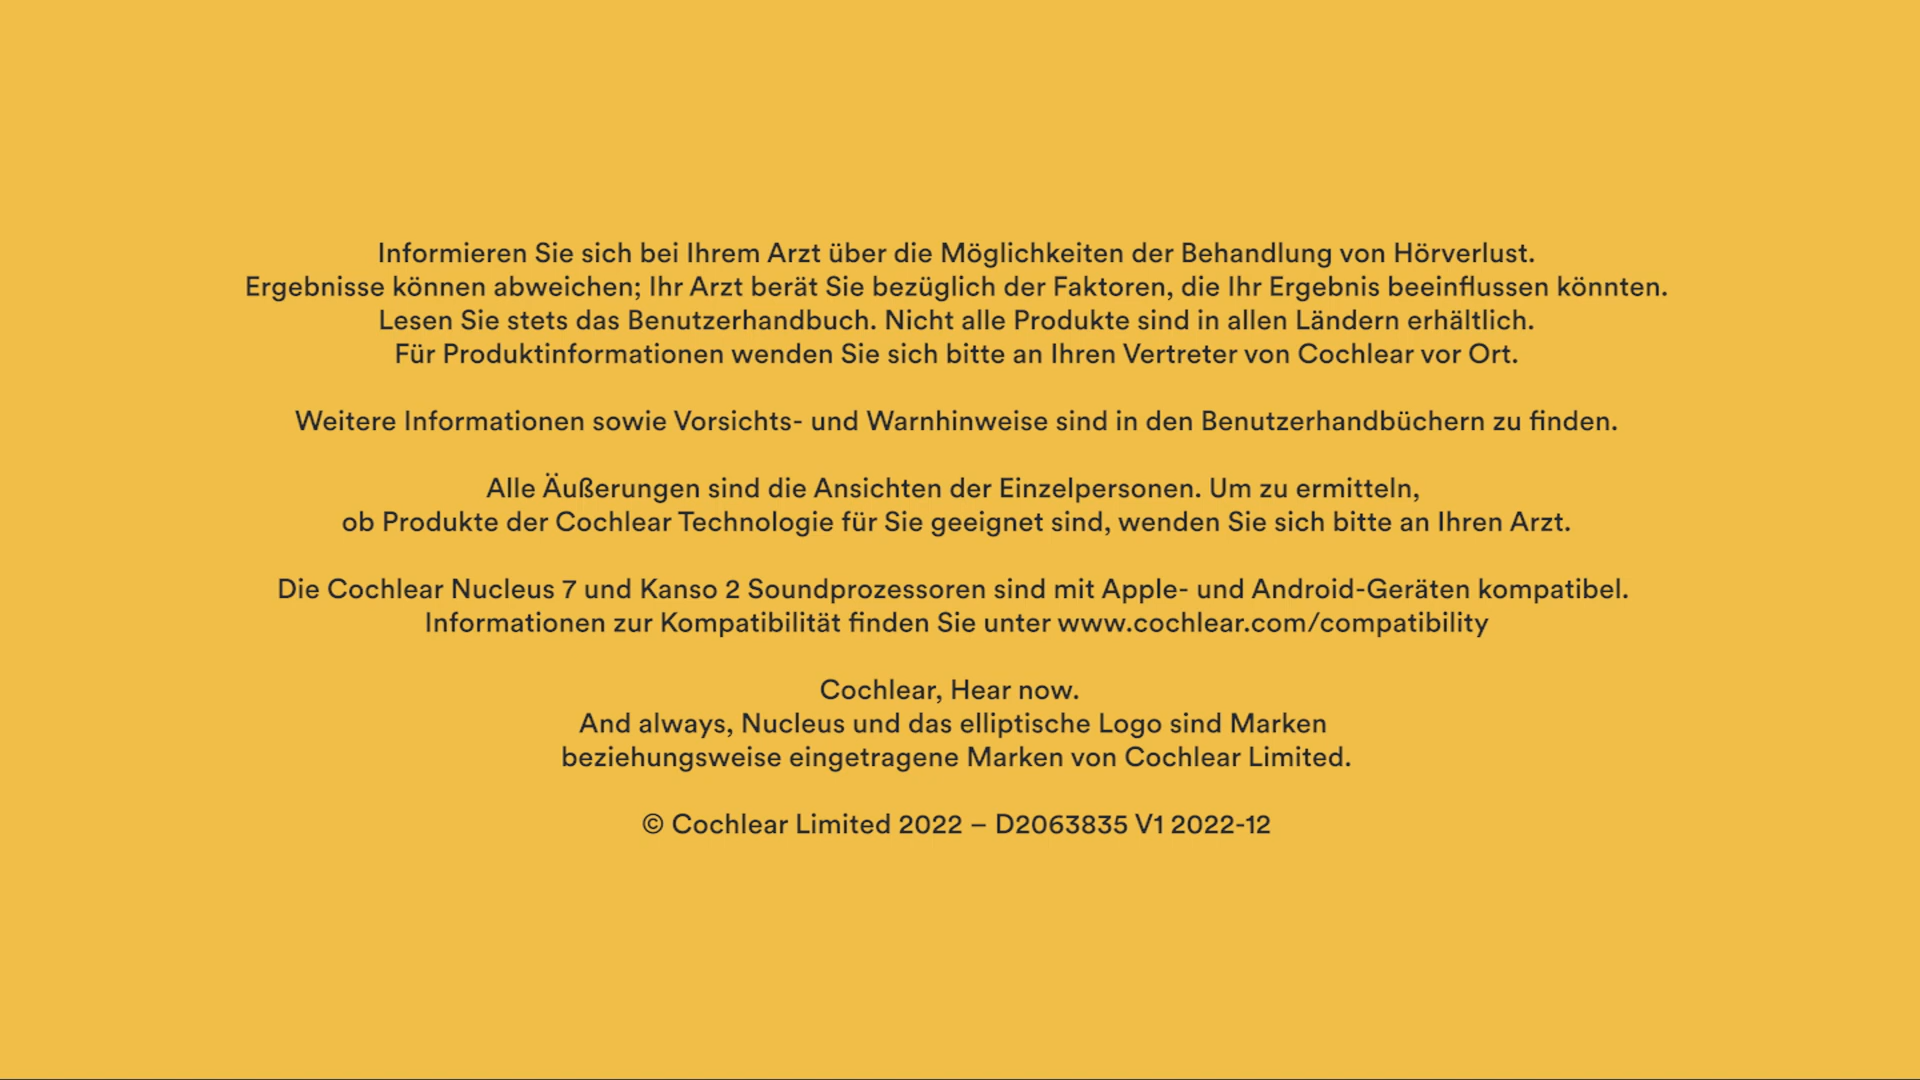 Informieren Sie sich bei Ihrem Arzt über die Möglichkeiten der Behandlung von Hörverlust.
Ergebnisse können abweichen; Ihr Arzt berät Sie bezüglich der Faktoren, die Ihr Ergebnis beeinflussen könnten.
Lesen Sie stets das Benutzerhandbuch. Nicht alle Produkte sind in allen Ländern erhältlich.
Für Produktinformationen wenden Sie sich bitte an Ihren Vertreter von Cochlear vor Ort.
Weitere Informationen sowie Vorsichts- und Warnhinweise sind in den Benutzerhandbüchern zu finden.
Alle Äußerungen sind die Ansichten der Einzelpersonen. Um zu ermitteln,
ob Produkte der Cochlear Technologie für Sie geeignet sind, wenden Sie sich bitte an Ihren Arzt.
Die Cochlear Nucleus 7 und Kanso 2 Soundprozessoren sind mit Apple- und Android-Geräten kompatibel.
Informationen zur Kompatibilität finden Sie unter www.cochlear.com/compatibility
Cochlear, Hear now.
And always, Nucleus und das elliptische Logo sind Marken
beziehungsweise eingetragene Marken von Cochlear Limited.
© Cochlear Limited 2022 – D2063835 V1 2022-12